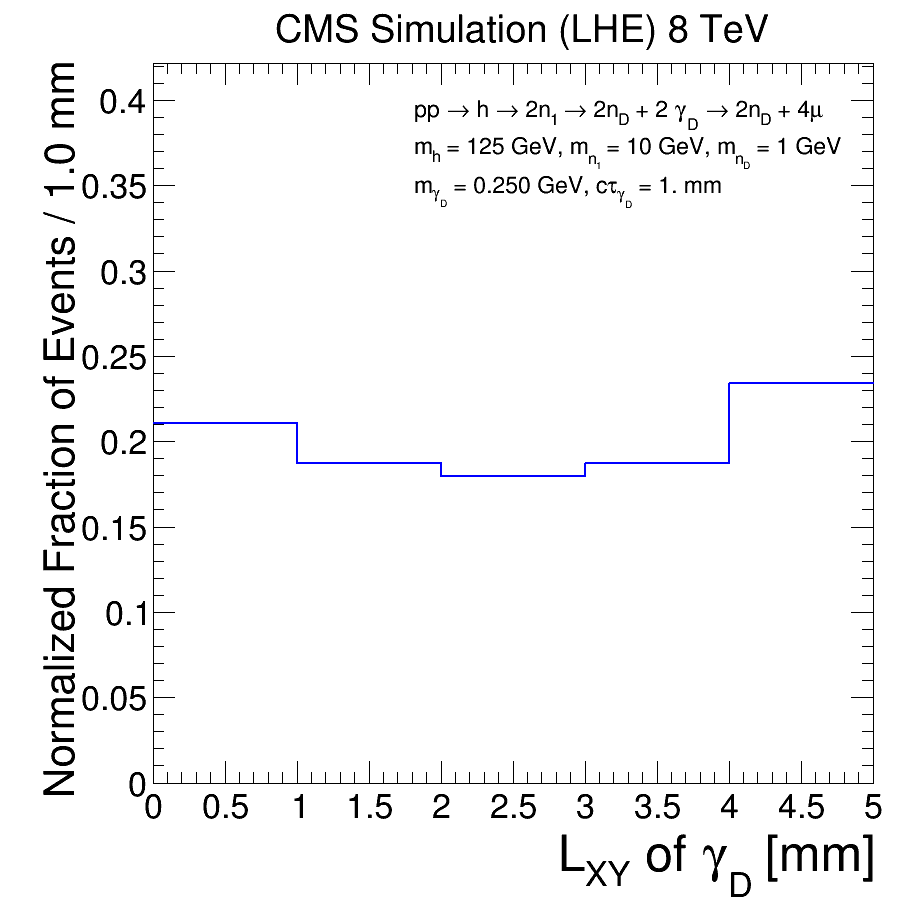 CMS Simulation (LHE) 8 TeV
pp → h → 2n₁ → 2n_D + 2 γ_D → 2n_D + 4μ
m_h = 125 GeV, m_n₁ = 10 GeV, m_n_D = 1 GeV
m_γ_D = 0.250 GeV, cτ_γ_D = 1. mm
Normalized Fraction of Events / 1.0 mm
0.4
0.35
0.3
0.25
0.2
0.15
0.1
0.05
0
0 0.5 1 1.5 2 2.5 3 3.5 4 4.5 5
L_XY of γ_D [mm]